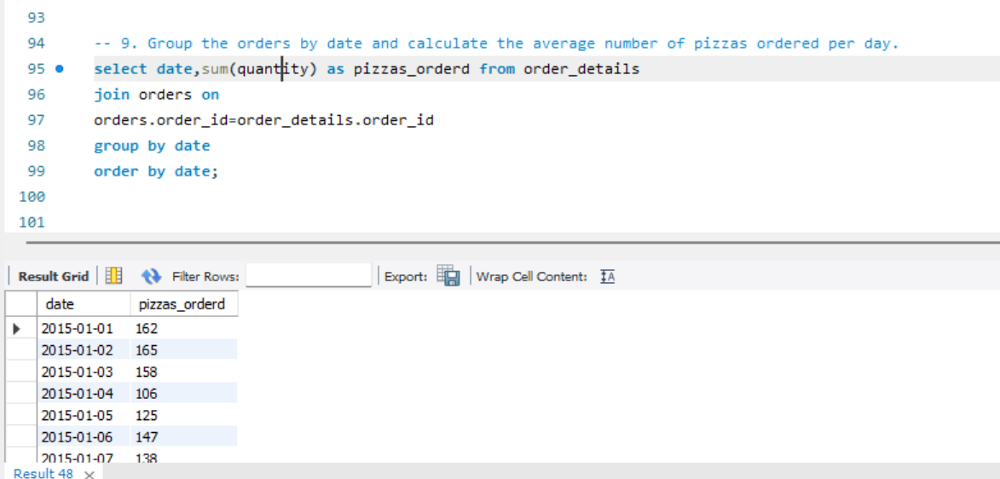 93
94 -- 9. Group the orders by date and calculate the average number of pizzas ordered per day.
95 select date,sum(quantity) as pizzas_orderd from order_details
96 join orders on
97 orders.order_id=order_details.order_id
98 group by date
99 order by date;
100
101
Result Grid Filter Rows: Export: Wrap Cell Content: IA
date pizzas_orderd
2015-01-01 162
2015-01-02 165
2015-01-03 158
2015-01-04 106
2015-01-05 125
2015-01-06 147
2015-01-07 138
Result 48 ×